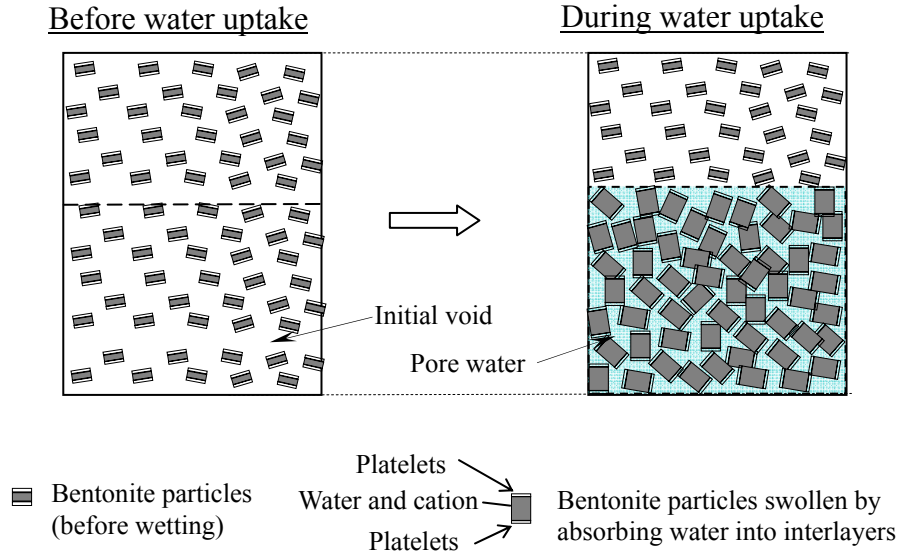 Before water uptake
During water uptake
Initial void
Pore water
Bentonite particles
(before wetting)
Platelets
Water and cation
Platelets
Bentonite particles swollen by
absorbing water into interlayers